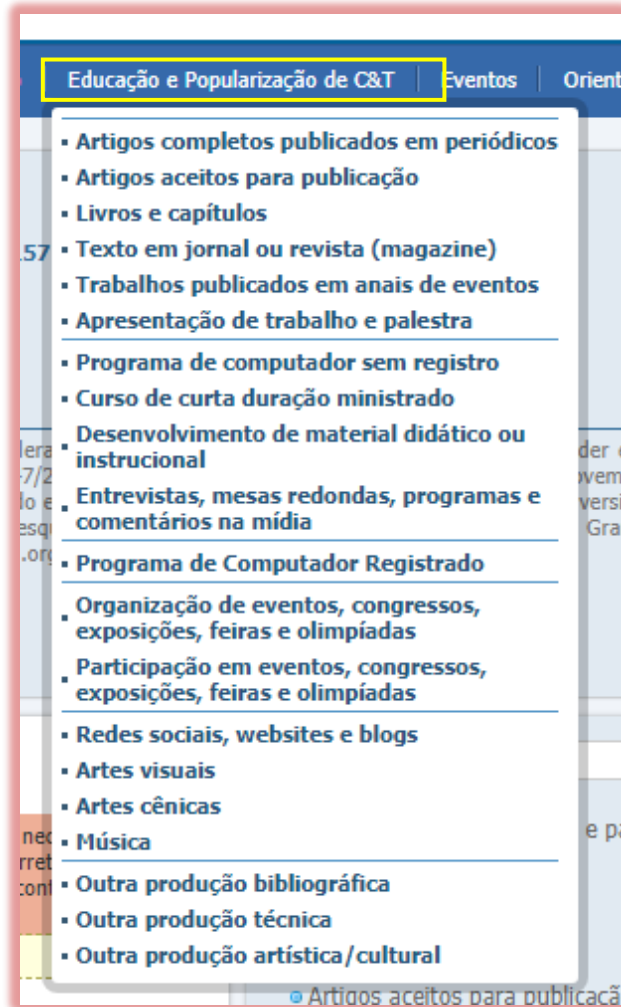 Educação e Popularização de C&T
Eventos
Orient
▪ Artigos completos publicados em periódicos
▪ Artigos aceitos para publicação
▪ Livros e capítulos
.57
▪ Texto em jornal ou revista (magazine)
▪ Trabalhos publicados em anais de eventos
▪ Apresentação de trabalho e palestra
▪ Programa de computador sem registro
▪ Curso de curta duração ministrado
▪ Desenvolvimento de material didático ou
instrucional
▪ Entrevistas, mesas redondas, programas e
comentários na mídia
▪ Programa de Computador Registrado
▪ Organização de eventos, congressos,
exposições, feiras e olimpíadas
▪ Participação em eventos, congressos,
exposições, feiras e olimpíadas
▪ Redes sociais, websites e blogs
▪ Artes visuais
▪ Artes cênicas
▪ Música
▪ Outra produção bibliográfica
▪ Outra produção técnica
▪ Outra produção artística/cultural
Artigos aceitos para publicaçã